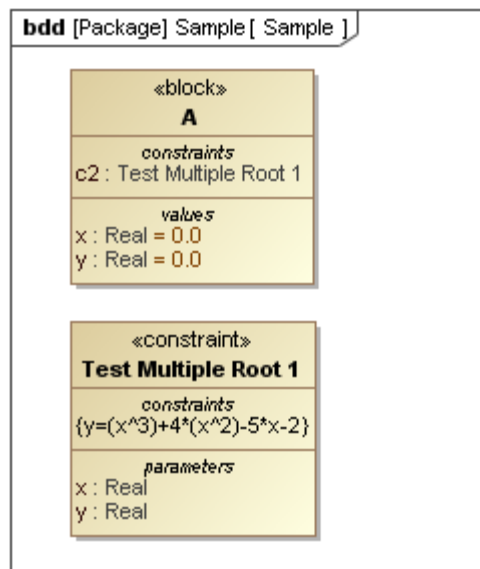 bdd [Package] Sample [ Sample ]
«block»
A
constraints
c2 : Test Multiple Root 1
values
x : Real = 0.0
y : Real = 0.0
«constraint»
Test Multiple Root 1
constraints
{y=(x^3)+4*(x^2)-5*x-2}
parameters
x : Real
y : Real